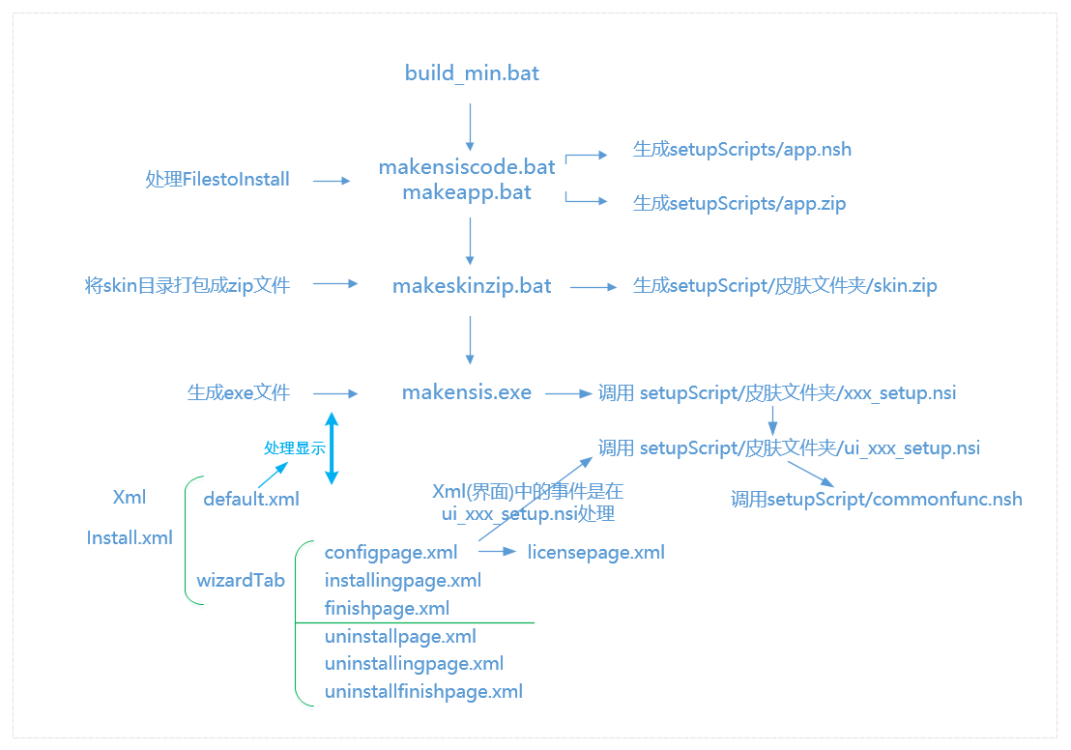 build_min.bat
生成setupScripts/app.nsh
makensiscode.bat
处理FilestoInstall
makeapp.bat
生成setupScripts/app.zip
将skin目录打包成zip文件
makeskinzip.bat
生成setupScript/皮肤文件夹/skin.zip
生成exe文件
makensis.exe
调用 setupScript/皮肤文件夹/xxx_setup.nsi
处理显示
调用 setupScript/皮肤文件夹/ui_xxx_setup.nsi
Xml
default.xml
Xml(界面)中的事件是在
ui_xxx_setup.nsi处理
调用setupScript/commonfunc.nsh
Install.xml
wizardTab
configpage.xml
licensepage.xml
installingpage.xml
finishpage.xml
uninstallpage.xml
uninstallingpage.xml
uninstallfinishpage.xml